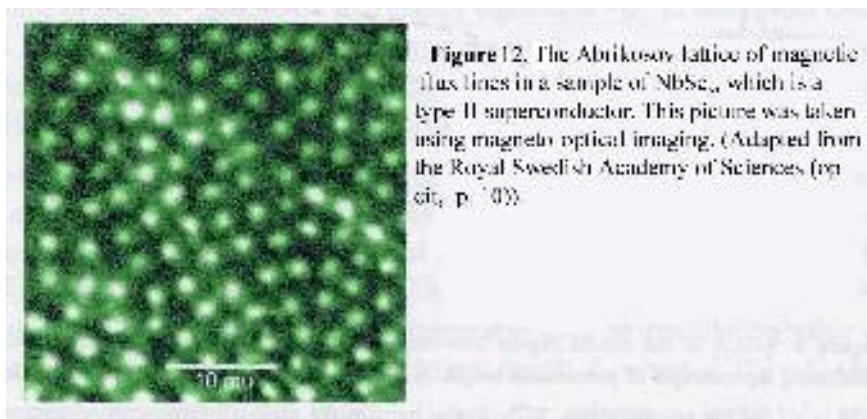 Figure 12. The Abrikosov lattice of magnetic
flux lines in a sample of which is a
type II superconductor. This picture was taken
using magneto optical imaging. (Adapted from
the Royal Swedish Academy of Sciences (op
cit, p.
10